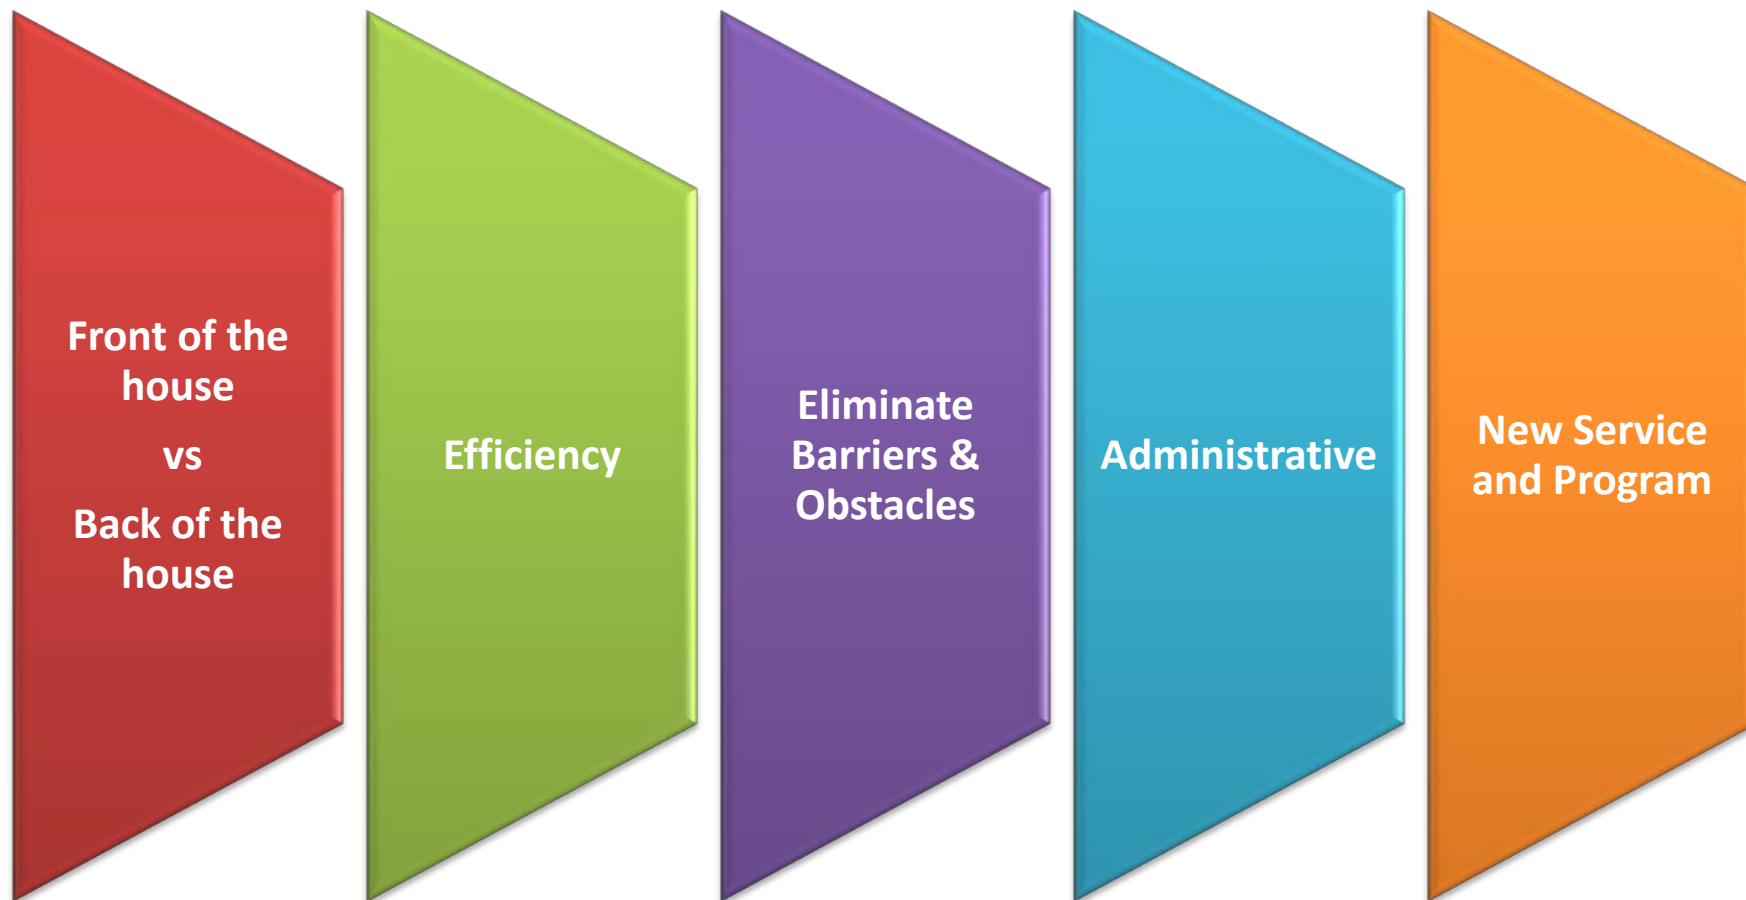 Front of the
house
vs
Back of the
house
Efficiency
Eliminate
Barriers &
Obstacles
Administrative
New Service
and Program